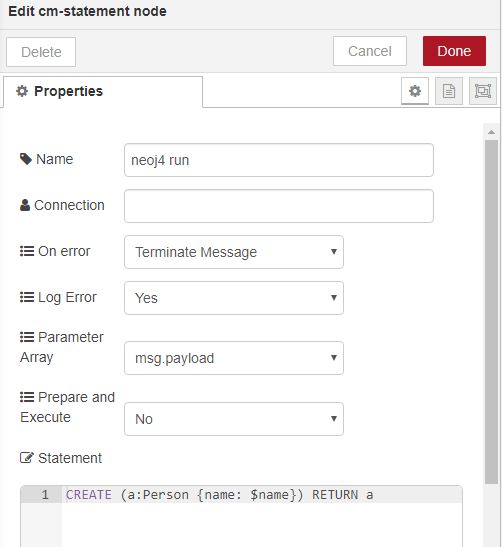 Edit cm-statement node
Delete
Cancel
Done
Properties
Name
neoj4 run
Connection
On error
Terminate Message
Log Error
Yes
Parameter
Array
msg.payload
Prepare and
Execute
No
Statement
1 CREATE (a:Person {name: $name}) RETURN a